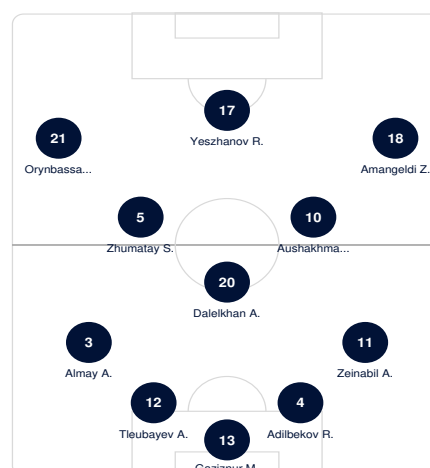 17
Yeszhanov R.
21
Orynbassa...
18
Amangeldi Z.
5
Zhumatay S.
10
Aushakhma...
20
Dalelkhan A.
3
Almay A.
11
Zeinabil A.
12
Tleubayev A.
4
Adilbekov R.
13